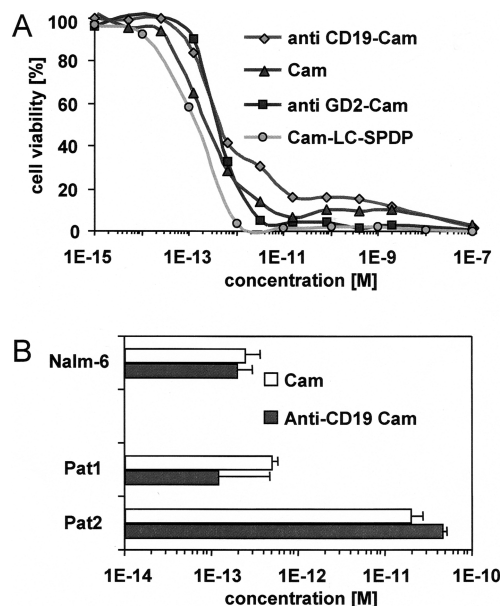 A
cell viability [%]
100
80
60
40
20
0
anti CD19-Cam
Cam
anti GD2-Cam
Cam-LC-SPDP
1E-15
1E-13
1E-11
1E-9
1E-7
concentration [M]
B
Nalm-6
Pat1
Pat2
Cam
Anti-CD19 Cam
1E-14
1E-13
1E-12
1E-11
1E-10
concentration [M]